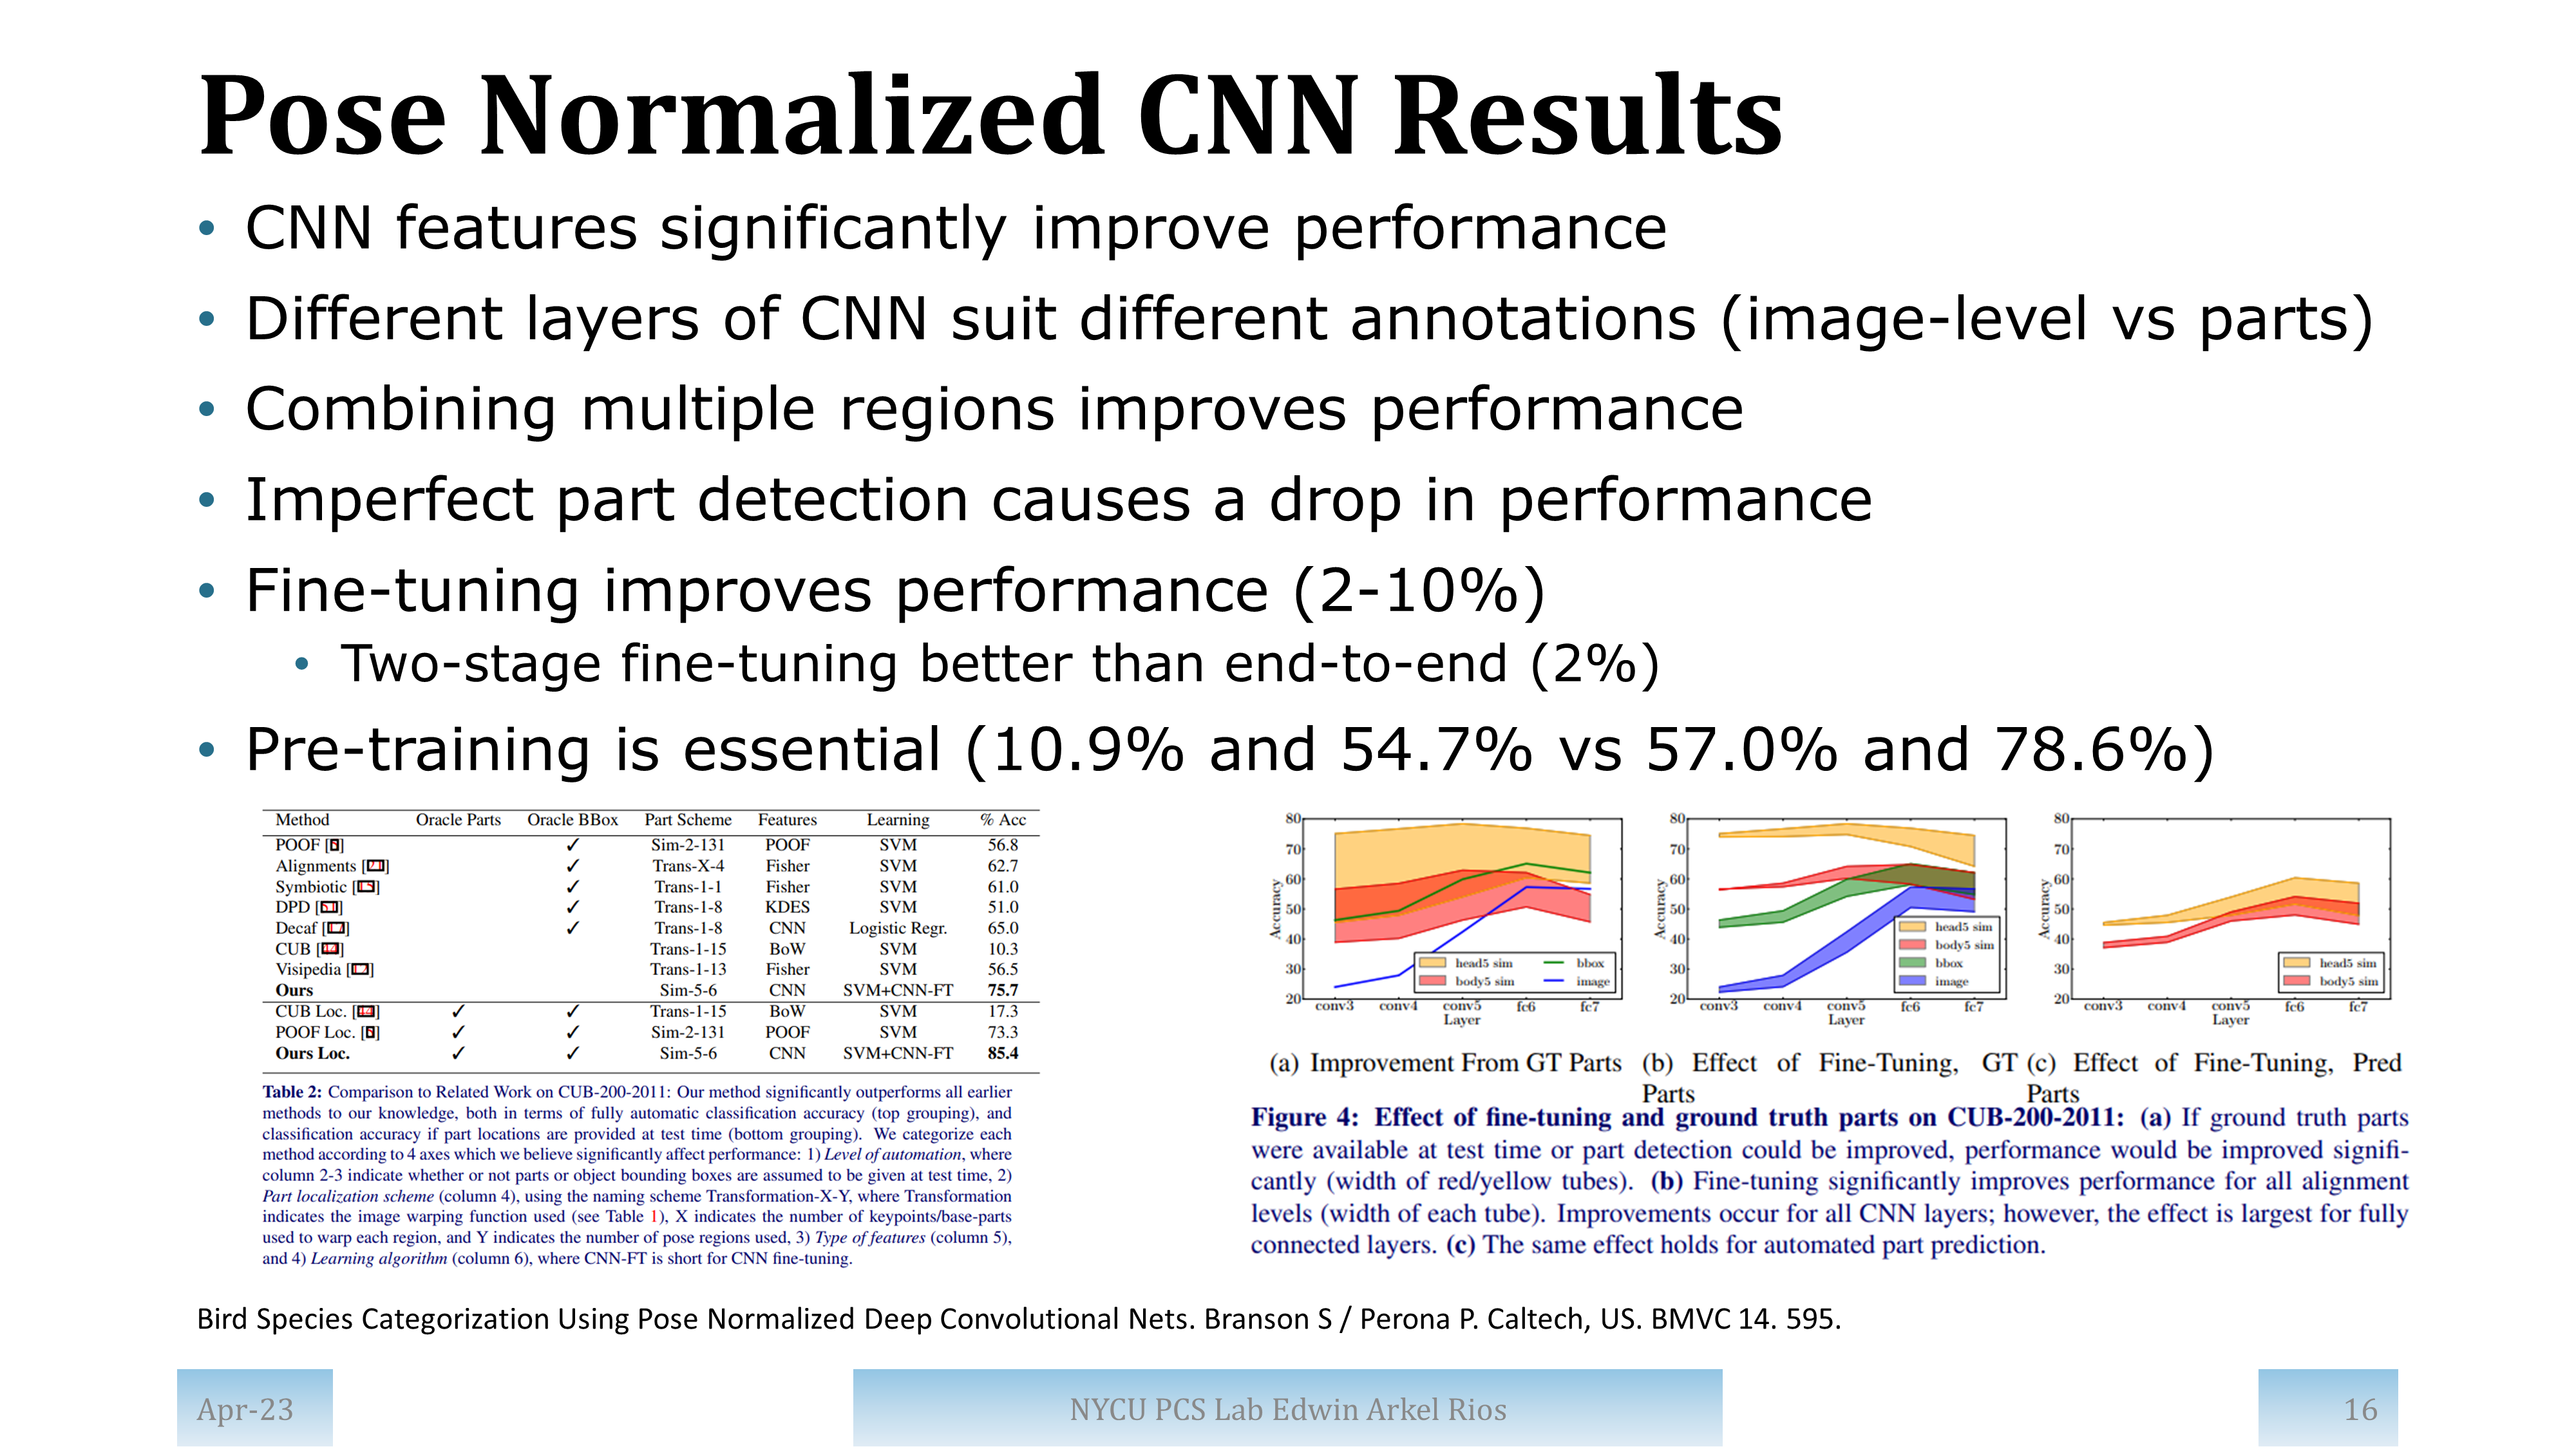 Pose Normalized CNN Results
• CNN features significantly improve performance
• Different layers of CNN suit different annotations (image-level vs parts)
• Combining multiple regions improves performance
• Imperfect part detection causes a drop in performance
• Fine-tuning improves performance (2-10%)
• Two-stage fine-tuning better than end-to-end (2%)
• Pre-training is essential (10.9% and 54.7% vs 57.0% and 78.6%)
Method Oracle Parts Oracle BBox Part Scheme Features Learning % Acc
POOF [] ✓ Sim-2-131 POOF SVM 56.8
Alignments [] ✓ Trans-X-4 Fisher SVM 62.7
Symbiotic [] ✓ Trans-1-1 Fisher SVM 61.0
DPD [] ✓ Trans-1-8 KDES SVM 51.0
Decaf [] ✓ Trans-1-8 CNN Logistic Regr. 65.0
CUB [] Trans-1-15 BoW SVM 10.3
Visipedia [] Trans-1-13 Fisher SVM 56.5
Ours Sim-5-6 CNN SVM+CNN-FT 75.7
CUB Loc. [] ✓ ✓ Trans-1-15 BoW SVM 17.3
POOF Loc. [] ✓ ✓ Sim-2-131 POOF SVM 73.3
Ours Loc. ✓ ✓ Sim-5-6 CNN SVM+CNN-FT 85.4
Table 2: Comparison to Related Work on CUB-200-2011: Our method significantly outperforms all earlier
methods to our knowledge, both in terms of fully automatic classification accuracy (top grouping), and
classification accuracy if part locations are provided at test time (bottom grouping). We categorize each
method according to 4 axes which we believe significantly affect performance: 1) Level of automation, where
column 2-3 indicate whether or not parts or object bounding boxes are assumed to be given at test time, 2)
Part localization scheme (column 4), using the naming scheme Transformation-X-Y, where Transformation
indicates the image warping function used (see Table 1), X indicates the number of keypoints/base-parts
used to warp each region, and Y indicates the number of pose regions used, 3) Type of features (column 5),
and 4) Learning algorithm (column 6), where CNN-FT is short for CNN fine-tuning.
80
70
60
50
40
30
20
Accuracy
conv3 conv4 conv5 fc6 fc7
Layer
head5 sim bbox
body5 sim image
80
70
60
50
40
30
20
Accuracy
conv3 conv4 conv5 fc6 fc7
Layer
head5 sim
body5 sim
bbox
image
80
70
60
50
40
30
20
Accuracy
conv3 conv4 conv5 fc6 fc7
Layer
head5 sim
body5 sim
(a) Improvement From GT Parts
(b) Effect of Fine-Tuning, GT
Parts
(c) Effect of Fine-Tuning, Pred
Parts
Figure 4: Effect of fine-tuning and ground truth parts on CUB-200-2011: (a) If ground truth parts
were available at test time or part detection could be improved, performance would be improved signifi-
cantly (width of red/yellow tubes). (b) Fine-tuning significantly improves performance for all alignment
levels (width of each tube). Improvements occur for all CNN layers; however, the effect is largest for fully
connected layers. (c) The same effect holds for automated part prediction.
Bird Species Categorization Using Pose Normalized Deep Convolutional Nets. Branson S / Perona P. Caltech, US. BMVC 14. 595.
Apr-23
NYCU PCS Lab Edwin Arkel Rios
16